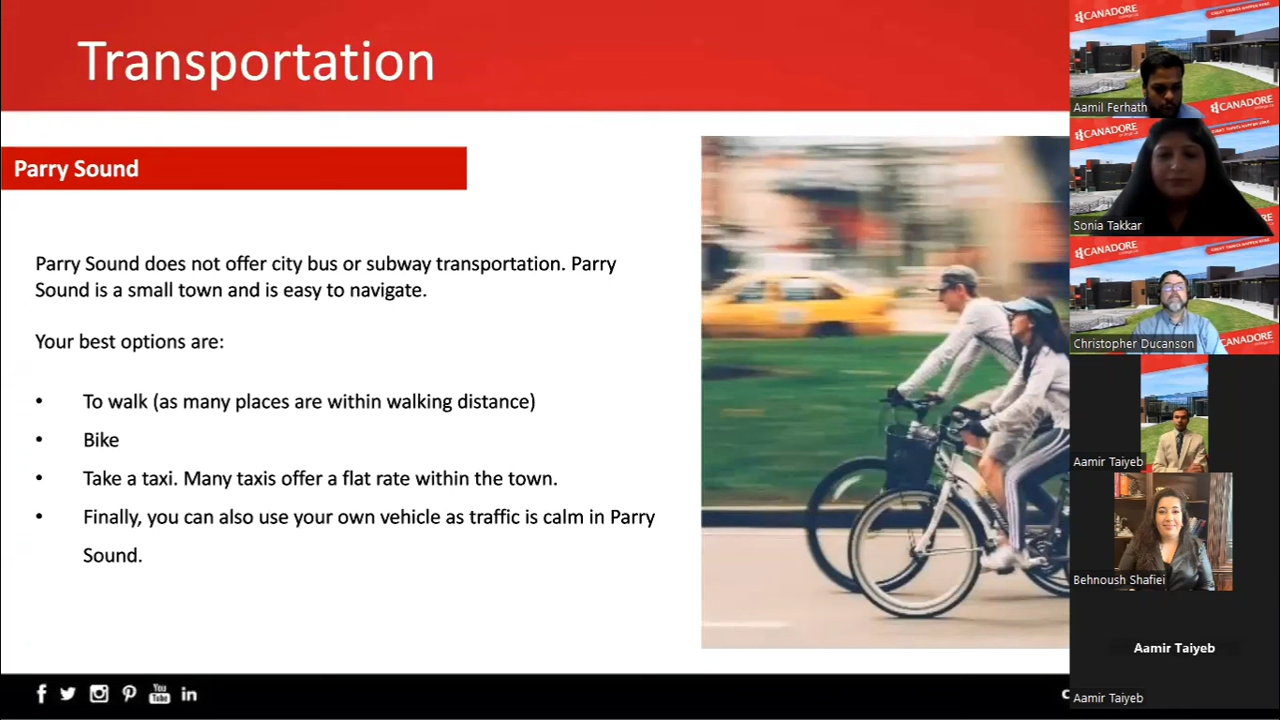 Transportation
Parry Sound
Parry Sound does not offer city bus or subway transportation. Parry
Sound is a small town and is easy to navigate.
Your best options are:
• To walk (as many places are within walking distance)
• Bike
• Take a taxi. Many taxis offer a flat rate within the town.
• Finally, you can also use your own vehicle as traffic is calm in Parry
Sound.
You
Tube
in
CANADORE
CANADORE
Aamil Ferhath
CANADORE
Sonia Takkar
CANADORE
CANADORE
Christopher Ducanson
Aamir Taiyeb
Behnoush Shafiei
Aamir Taiyeb
Aamir Taiyeb